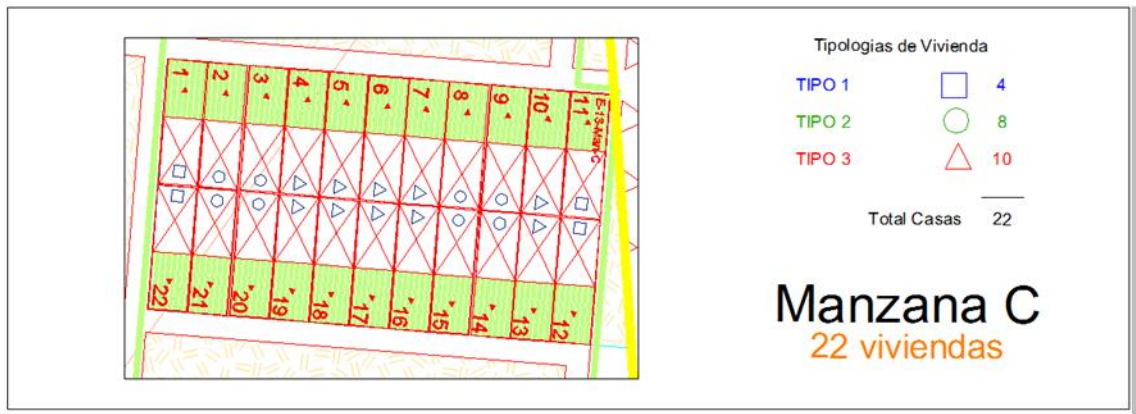 1 2 3 4 5 6 7 8 9 10 11
E-13-Man-C
22 21 20 19 18 17 16 15 14 13 12
Tipologias de Vivienda
TIPO 1 4
TIPO 2 8
TIPO 3 10
Total Casas 22
Manzana C
22 viviendas